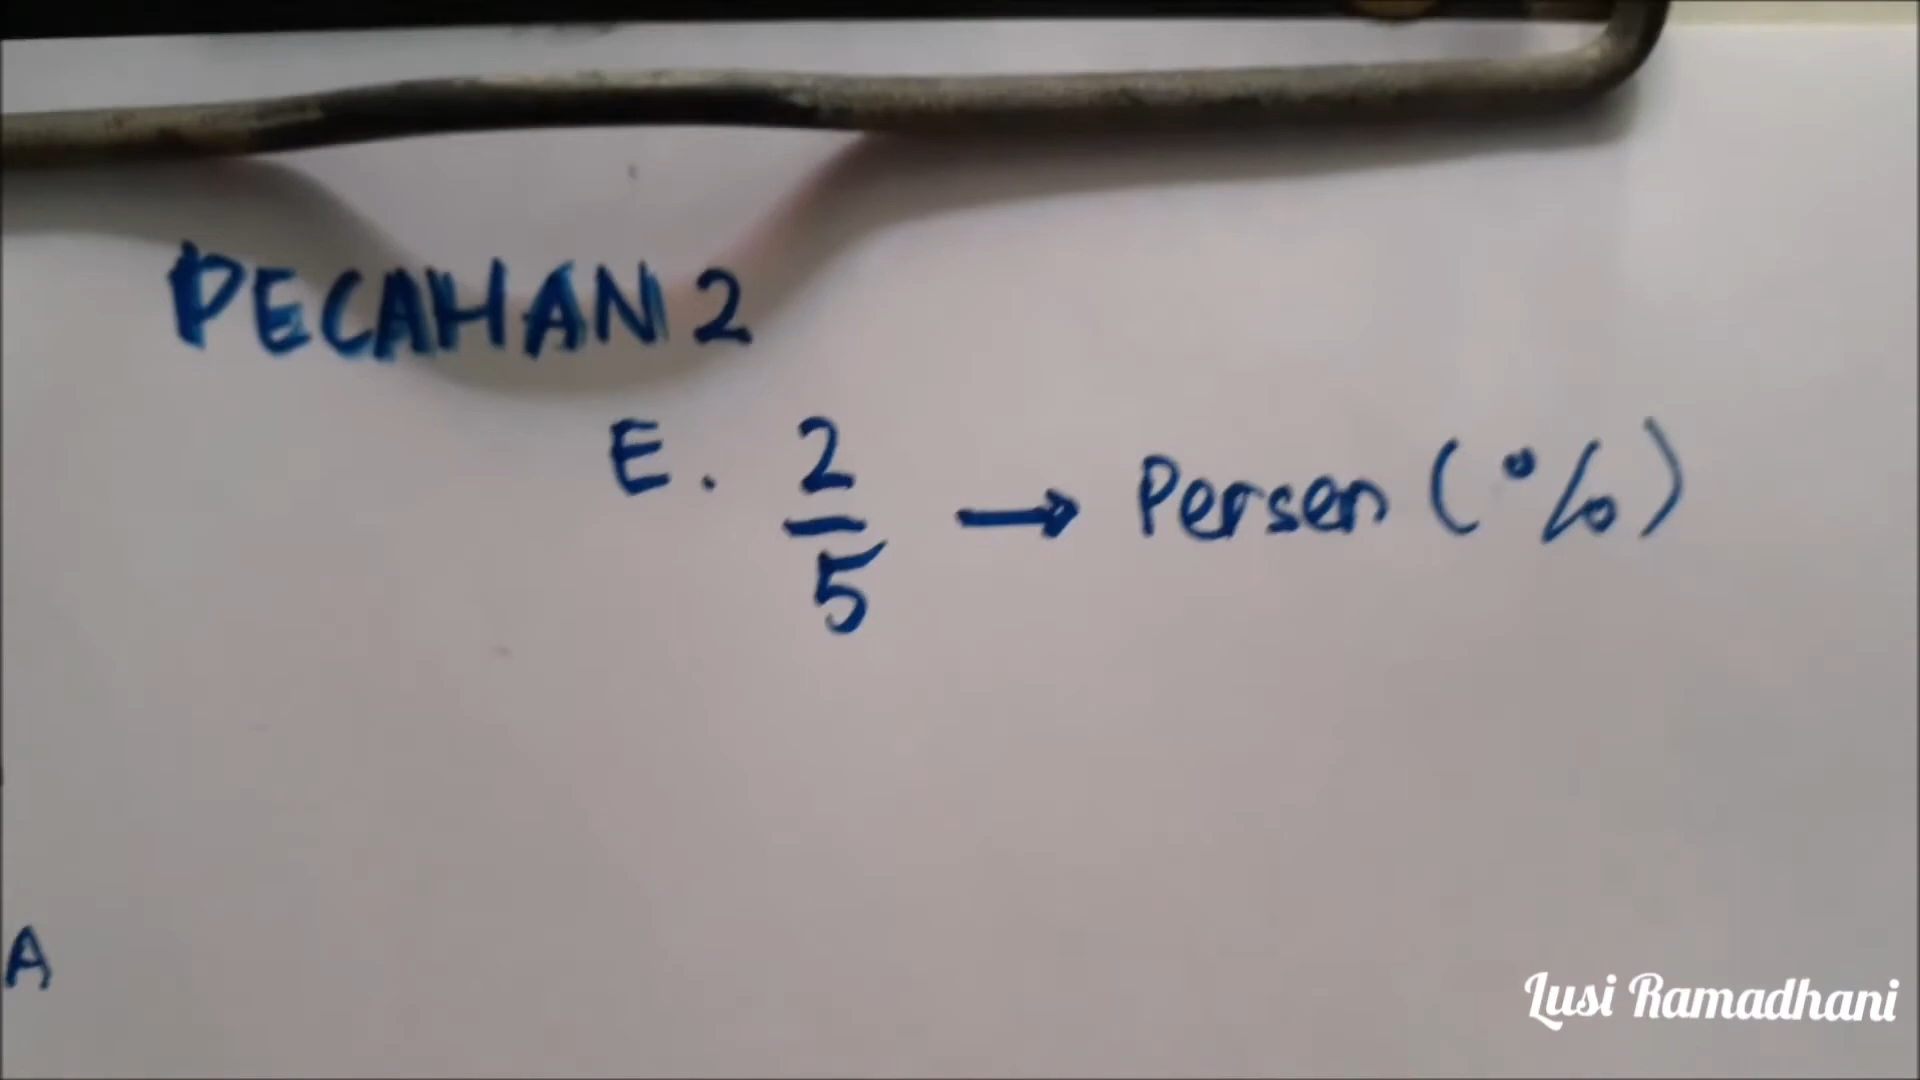 PECAHAN 2
E. 2/5 → Persen (%)
A
Lusi Ramadhani